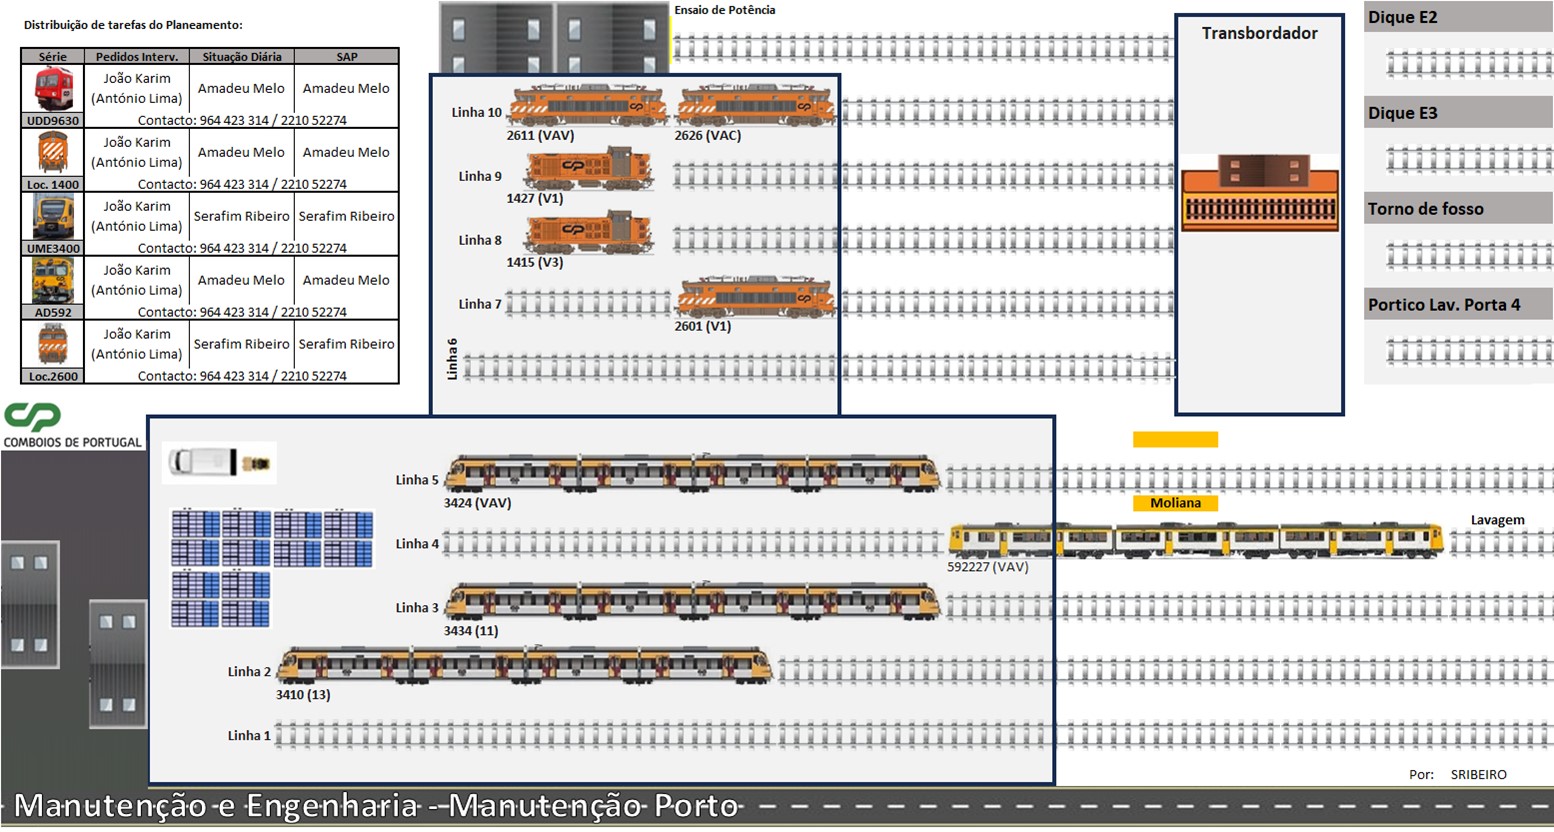 Distribuição de tarefas do Planeamento:
Série Pedidos Interv. Situação Diária SAP
João Karim
(António Lima)
Amadeu Melo Amadeu Melo
UDD9630 Contacto: 964 423 314 / 2210 52274
João Karim
(António Lima)
Amadeu Melo Amadeu Melo
Loc. 1400 Contacto: 964 423 314 / 2210 52274
João Karim
(António Lima)
Serafim Ribeiro Serafim Ribeiro
UME3400 Contacto: 964 423 314 / 2210 52274
João Karim
(António Lima)
Amadeu Melo Amadeu Melo
AD592 Contacto: 964 423 314 / 2210 52274
João Karim
(António Lima)
Serafim Ribeiro Serafim Ribeiro
Loc.2600 Contacto: 964 423 314 / 2210 52274
CP
COMBOIOS DE PORTUGAL
Ensaio de Potência
Linha 10
2611 (VAV) 2626 (VAC)
Linha 9
1427 (V1)
Linha 8
1415 (V3)
Linha 7
2601 (V1)
Linha 6
Transbordador
Dique E2
Dique E3
Torno de fosso
Portico Lav. Porta 4
Linha 5
3424 (VAV)
Moliana
Lavagem
Linha 4
592227 (VAV)
Linha 3
3434 (11)
Linha 2
3410 (13)
Linha 1
Por: SRIBEIRO
Manutenção e Engenharia - Manutenção Porto